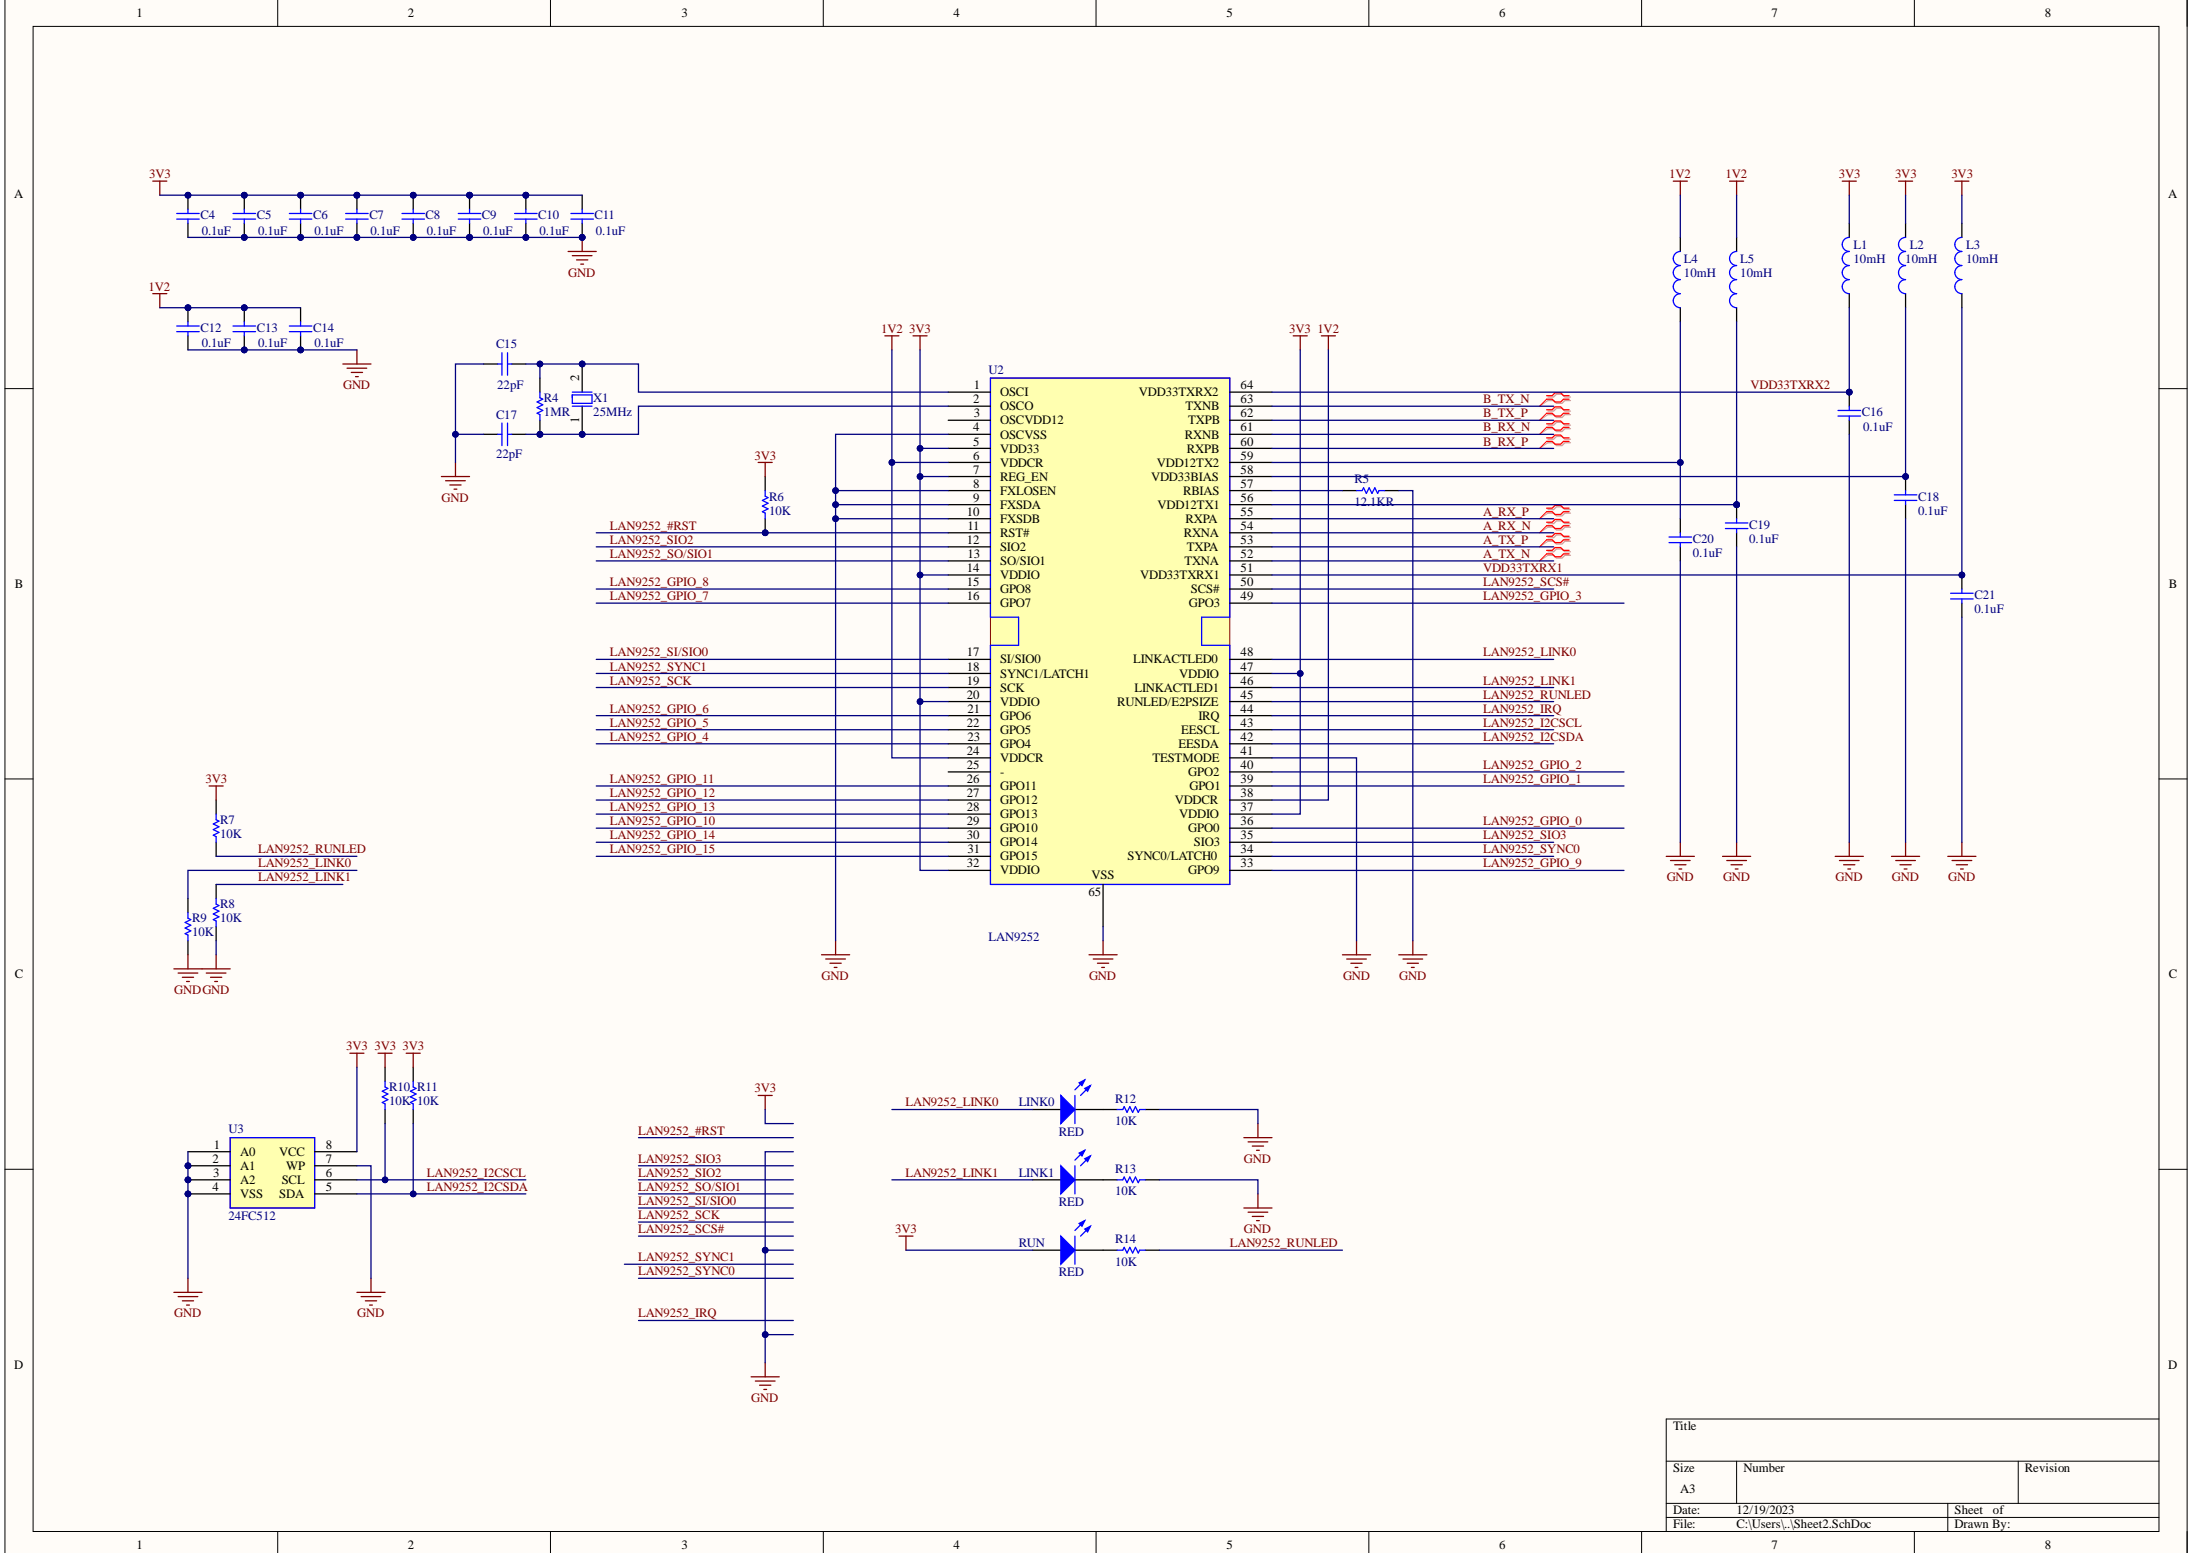 1 2 3 4 5 6 7 8
A A
3V3
C4 C5 C6 C7 C8 C9 C10 C11
0.1uF 0.1uF 0.1uF 0.1uF 0.1uF 0.1uF 0.1uF 0.1uF
GND
1V2
C12 C13 C14
0.1uF 0.1uF 0.1uF
GND
C15
22pF
R4
1MR
2
X1
25MHz
1
C17
22pF
GND
3V3
R6
10K
1V2 3V3
3V3 1V2
U2
1 OSCI
2 OSCO
3 OSCVDD12
4 OSCVSS
5 VDD33
6 VDDCR
7 REG_EN
8 FXLOSEN
9 FXSDA
10 FXSDB
LAN9252_#RST 11 RST#
LAN9252_SIO2 12 SIO2
LAN9252_SO/SIO1 13 SO/SIO1
14 VDDIO
LAN9252_GPIO_8 15 GPO8
LAN9252_GPIO_7 16 GPO7
LAN9252_SI/SIO0 17 SI/SIO0
LAN9252_SYNC1 18 SYNC1/LATCH1
LAN9252_SCK 19 SCK
20 VDDIO
LAN9252_GPIO_6 21 GPO6
LAN9252_GPIO_5 22 GPO5
LAN9252_GPIO_4 23 GPO4
24 VDDCR
25 -
LAN9252_GPIO_11 26 GPO11
LAN9252_GPIO_12 27 GPO12
LAN9252_GPIO_13 28 GPO13
LAN9252_GPIO_10 29 GPO10
LAN9252_GPIO_14 30 GPO14
LAN9252_GPIO_15 31 GPO15
32 VDDIO
VSS
65
LAN9252
VDD33TXRX2 64 VDD33TXRX2
TXNB 63 B_TX_N
TXPB 62 B_TX_P
RXNB 61 B_RX_N
RXPB 60 B_RX_P
VDD12TX2 59
VDD33BIAS 58
RBIAS 57 R5
12.1KR
VDD12TX1 56
RXPA 55 A_RX_P
RXNA 54 A_RX_N
TXPA 53 A_TX_P
TXNA 52 A_TX_N
VDD33TXRX1 51 VDD33TXRX1
SCS# 50 LAN9252_SCS#
GPO3 49 LAN9252_GPIO_3
LINKACTLED0 48 LAN9252_LINK0
VDDIO 47
LINKACTLED1 46 LAN9252_LINK1
RUNLED/E2PSIZE 45 LAN9252_RUNLED
IRQ 44 LAN9252_IRQ
EESCL 43 LAN9252_I2CSCL
EESDA 42 LAN9252_I2CSDA
TESTMODE 41
GPO2 40 LAN9252_GPIO_2
GPO1 39 LAN9252_GPIO_1
VDDCR 38
VDDIO 37
GPO0 36 LAN9252_GPIO_0
SIO3 35 LAN9252_SIO3
SYNC0/LATCH0 34 LAN9252_SYNC0
GPO9 33 LAN9252_GPIO_9
GND GND GND GND
1V2 1V2 3V3 3V3 3V3
L4
10mH
L5
10mH
L1
10mH
L2
10mH
L3
10mH
C16
0.1uF
C18
0.1uF
C19
0.1uF
C20
0.1uF
C21
0.1uF
GND GND GND GND GND
B B
3V3
R7
10K
LAN9252_RUNLED
LAN9252_LINK0
LAN9252_LINK1
R8
10K
R9
10K
GND GND
C C
3V3 3V3 3V3
R10 R11
10K 10K
U3
1 A0 VCC 8
2 A1 WP 7
3 A2 SCL 6 LAN9252_I2CSCL
4 VSS SDA 5 LAN9252_I2CSDA
24FC512
GND GND
3V3
LAN9252_#RST
LAN9252_SIO3
LAN9252_SIO2
LAN9252_SO/SIO1
LAN9252_SI/SIO0
LAN9252_SCK
LAN9252_SCS#
LAN9252_SYNC1
LAN9252_SYNC0
LAN9252_IRQ
GND
LAN9252_LINK0 LINK0 R12
RED 10K
GND
LAN9252_LINK1 LINK1 R13
RED 10K
GND
3V3 RUN R14 LAN9252_RUNLED
RED 10K
D D
Title
Size Number Revision
A3
Date: 12/19/2023 Sheet of
File: C:\Users\..\Sheet2.SchDoc Drawn By:
1 2 3 4 5 6 7 8